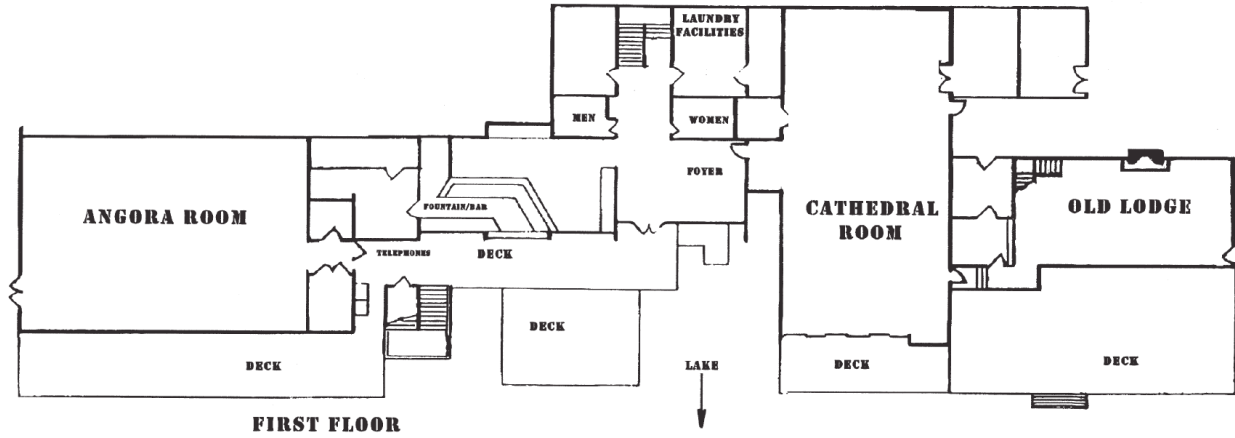 LAUNDRY
FACILITIES
MEN
WOMEN
FOYER
ANGORA ROOM
FOUNTAIN/BAR
CATHEDRAL
ROOM
OLD LODGE
TELEPHONES
DECK
DECK
DECK
LAKE
DECK
DECK
FIRST FLOOR